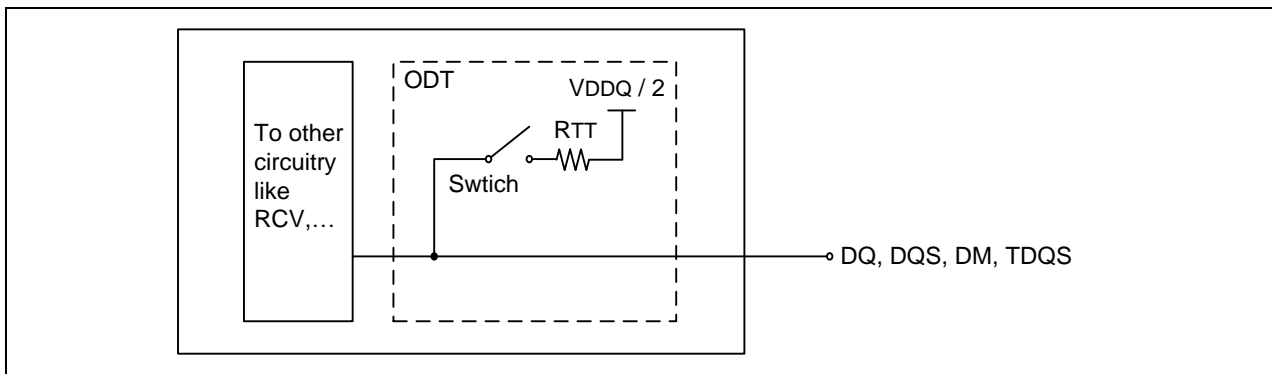 ODT
VDDQ / 2
To other
circuitry
like
RCV,…
RTT
Swtich
DQ, DQS, DM, TDQS